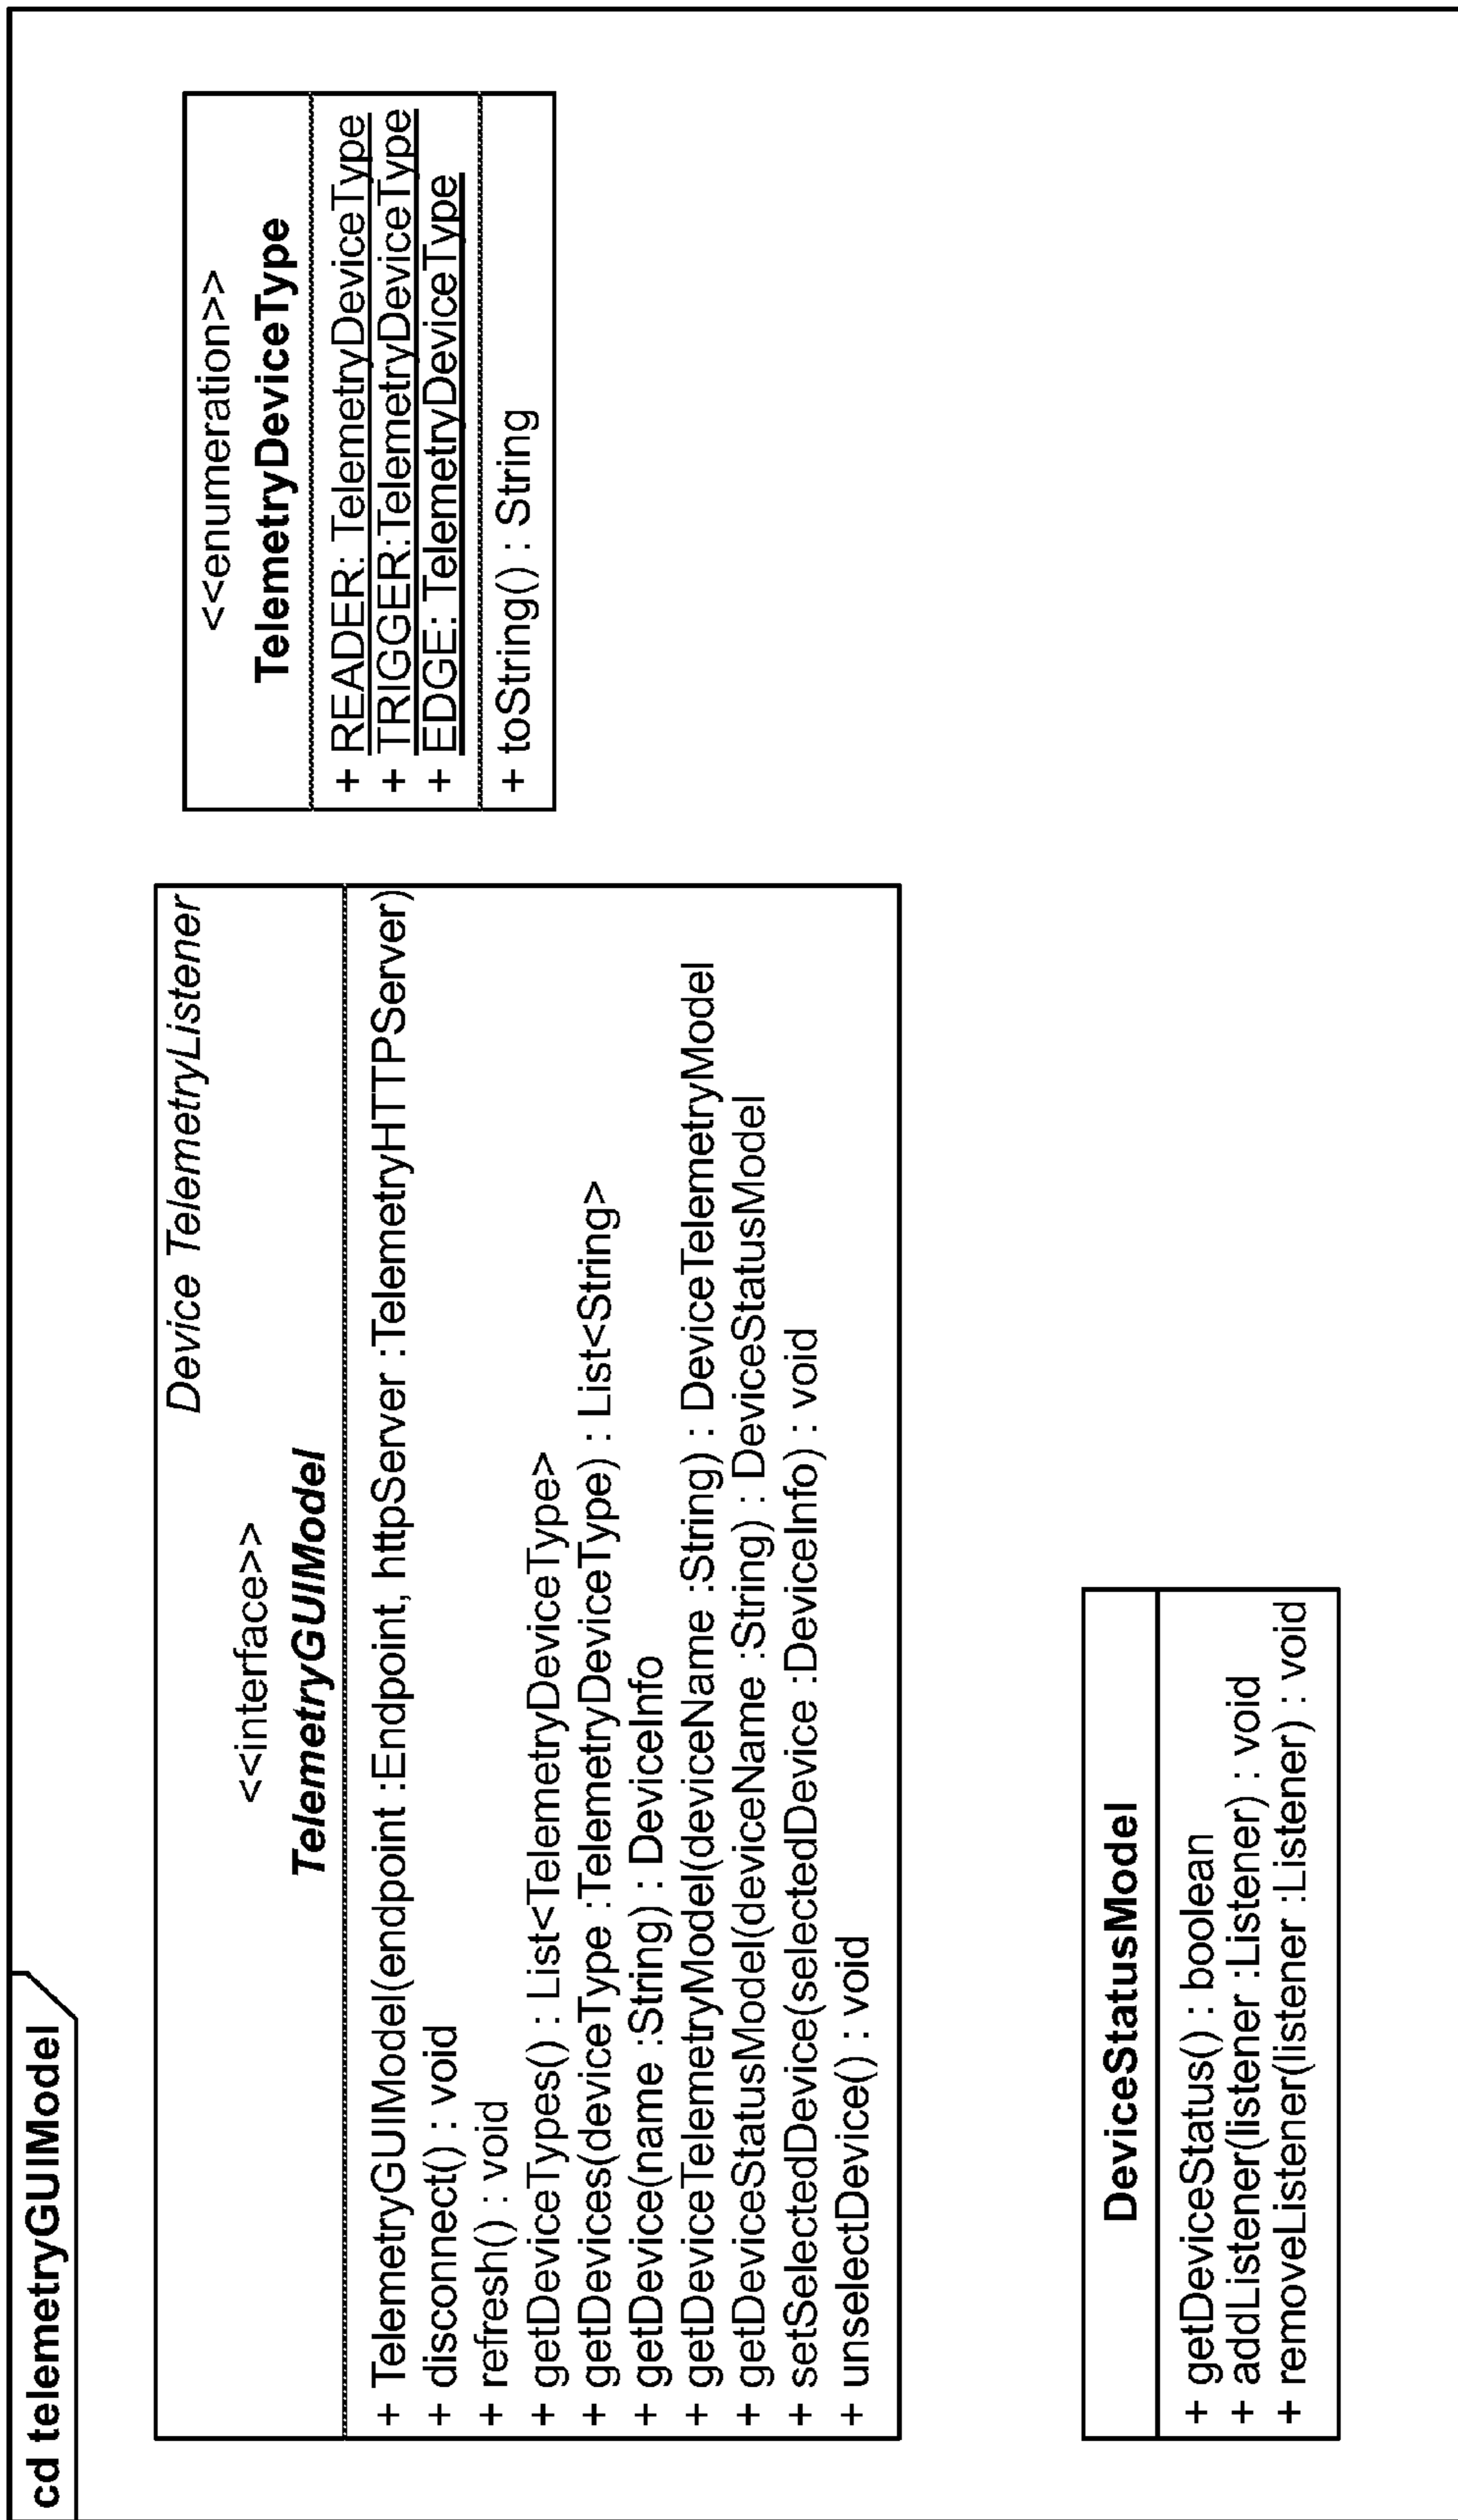 cd telemetryGUIModel
Device TelemetryListener
<<interface>>
TelemetryGUIModel
+ TelemetryGUIModel(endpoint :Endpoint, httpServer :TelemetryHTTPServer)
+ disconnect() : void
+ refresh() : void
+ getDeviceTypes() : List<TelemetryDeviceType>
+ getDevices(deviceType :TelemetryDeviceType) : List<String>
+ getDevice(name :String) : DeviceInfo
+ getDeviceTelemetryModel(deviceName :String) : DeviceTelemetryModel
+ getDeviceStatusModel(deviceName :String) : DeviceStatusModel
+ setSelectedDevice(selectedDevice :DeviceInfo) : void
+ unselectDevice() : void
<<enumeration>>
TelemetryDeviceType
+ READER: TelemetryDeviceType
+ TRIGGER:TelemetryDeviceType
+ EDGE: TelemetryDeviceType
+ toString() : String
DeviceStatusModel
+ getDeviceStatus() : boolean
+ addListener(listener :Listener) : void
+ removeListener(listener :Listener) : void